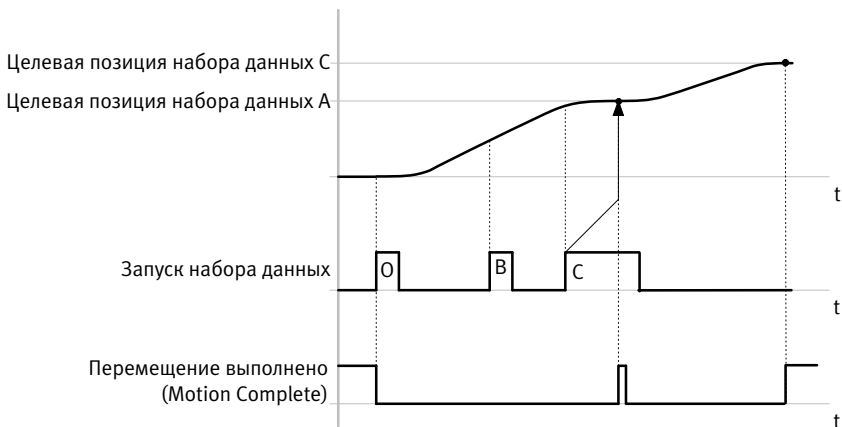 Целевая позиция набора данных C
Целевая позиция набора данных A
t
Запуск набора данных
O
B
C
t
Перемещение выполнено
(Motion Complete)
t